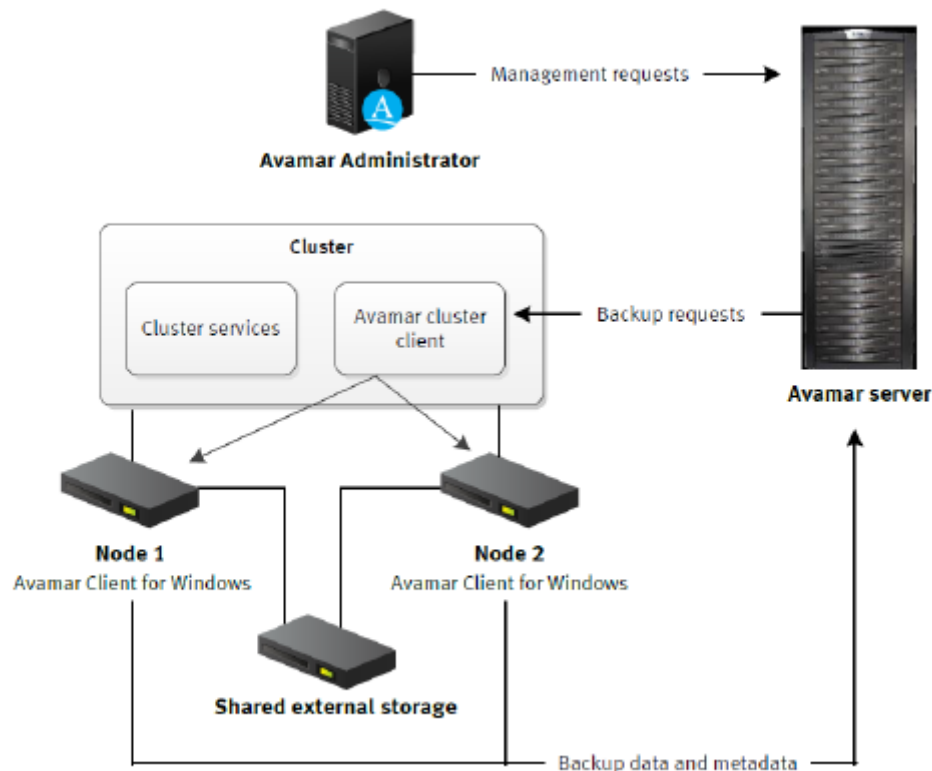 Management requests
A
Avamar Administrator
Cluster
Cluster services
Avamar cluster
client
Backup requests
Avamar server
Node 1
Avamar Client for Windows
Node 2
Avamar Client for Windows
Shared external storage
Backup data and metadata